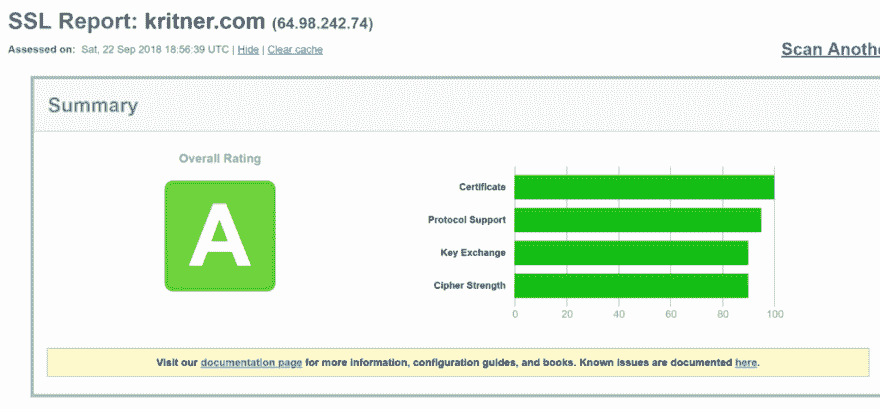 SSL Report: kritner.com (64.98.242.74)
Assessed on: Sat, 22 Sep 2018 18:56:39 UTC | Hide | Clear cache
Scan Anothe
Summary
Overall Rating
A
Certificate
Protocol Support
Key Exchange
Cipher Strength
0 20 40 60 80 100
Visit our documentation page for more information, configuration guides, and books. Known issues are documented here.